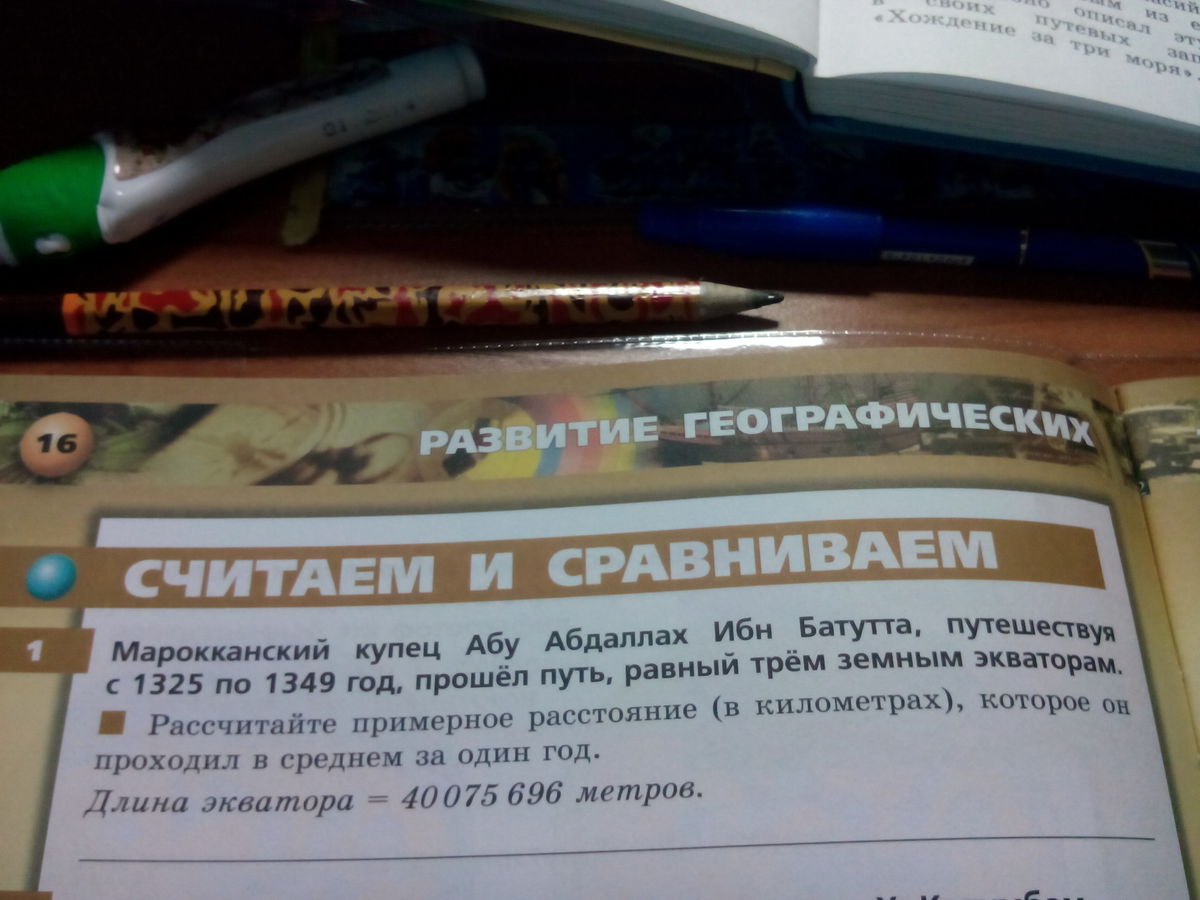 в своих путевых
«Хождение за три моря».
16
РАЗВИТИЕ ГЕОГРАФИЧЕСКИХ
СЧИТАЕМ И СРАВНИВАЕМ
1
Марокканский купец Абу Абдаллах Ибн Батутта, путешествуя
с 1325 по 1349 год, прошёл путь, равный трём земным экваторам.
Рассчитайте примерное расстояние (в километрах), которое он
проходил в среднем за один год.
Длина экватора = 40 075 696 метров.